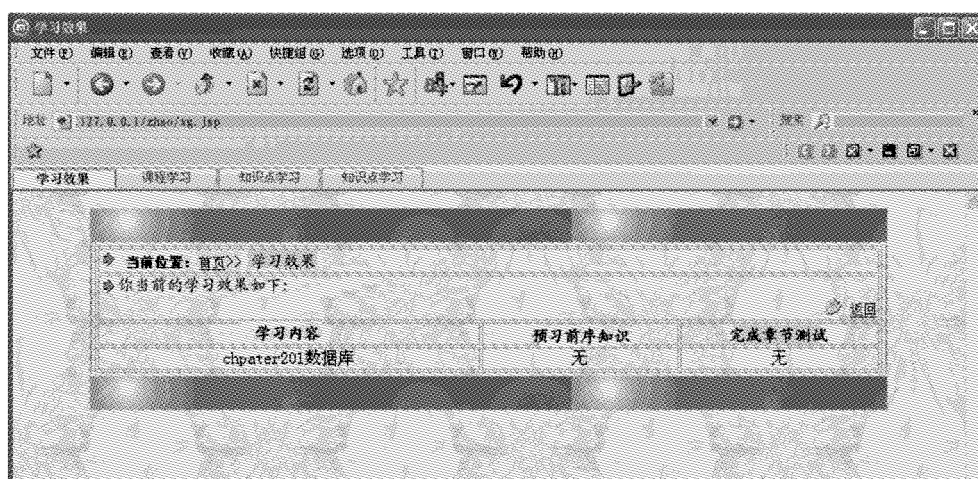 学习效果
文件(F) 编辑(E) 查看(V) 收藏(A) 快捷组(G) 选项(O) 工具(T) 窗口(W) 帮助(H)
地址 127.0.0.1/zhao/xg.jsp 搜索
学习效果 课程学习 知识点学习 知识点学习
当前位置: 首页>> 学习效果
你当前的学习效果如下:
返回
学习内容 预习前序知识 完成章节测试
chpater201数据库 无 无